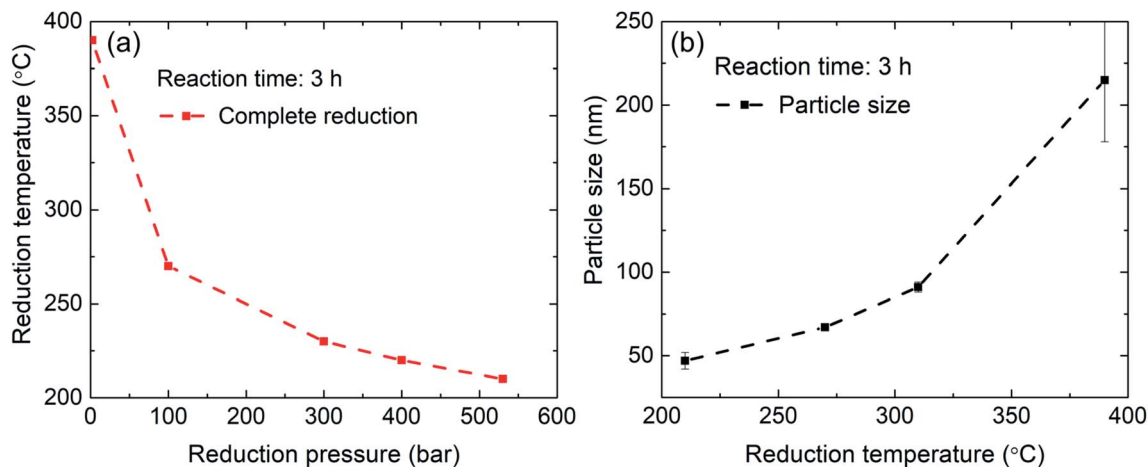 (a)
Reaction time: 3 h
Complete reduction
Reduction temperature (°C)
400
350
300
250
200
0 100 200 300 400 500 600
Reduction pressure (bar)
(b)
Reaction time: 3 h
Particle size
Particle size (nm)
250
200
150
100
50
200 250 300 350 400
Reduction temperature (°C)